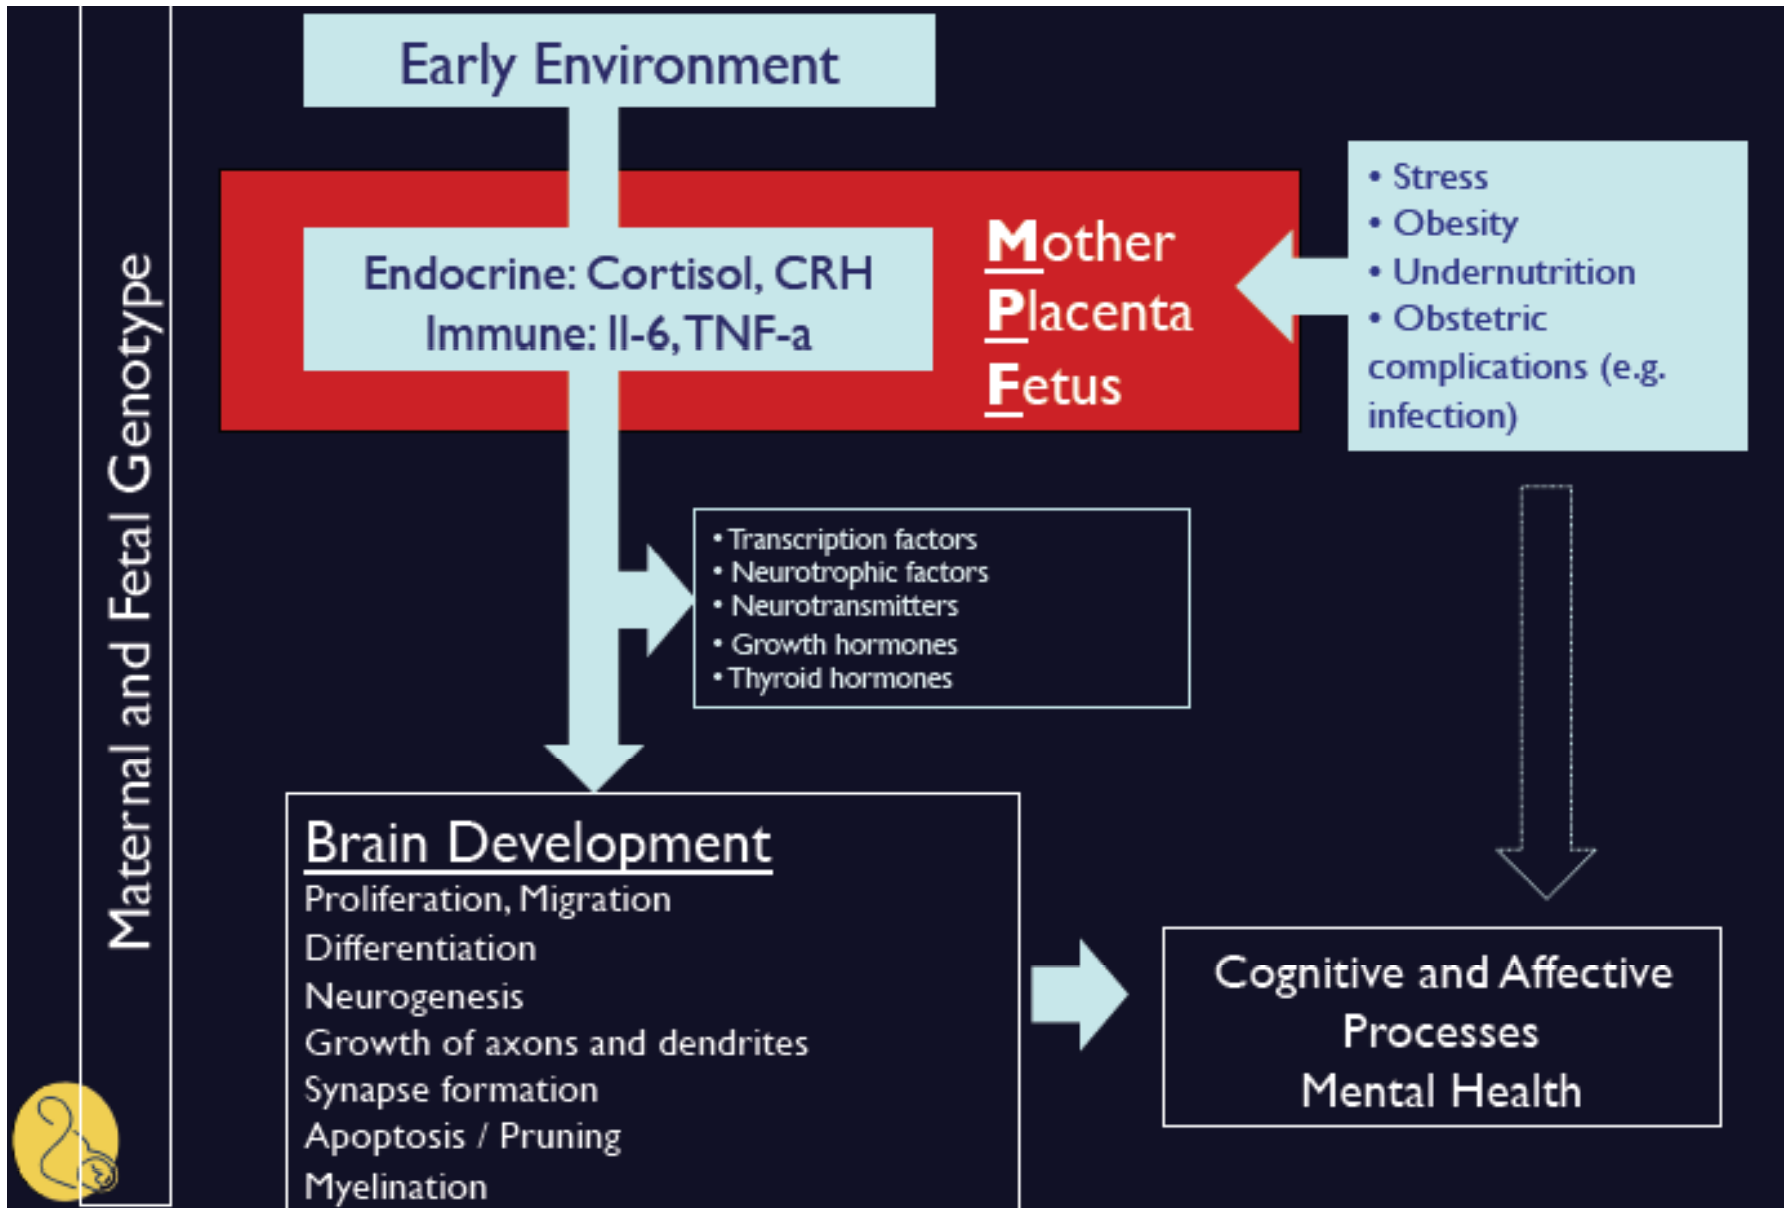 Early Environment
Endocrine: Cortisol, CRH
Immune: Il-6, TNF-a
Mother
Placenta
Fetus
• Stress
• Obesity
• Undernutrition
• Obstetric
complications (e.g.
infection)
Maternal and Fetal Genotype
• Transcription factors
• Neurotrophic factors
• Neurotransmitters
• Growth hormones
• Thyroid hormones
Brain Development
Proliferation, Migration
Differentiation
Neurogenesis
Growth of axons and dendrites
Synapse formation
Apoptosis / Pruning
Myelination
Cognitive and Affective
Processes
Mental Health